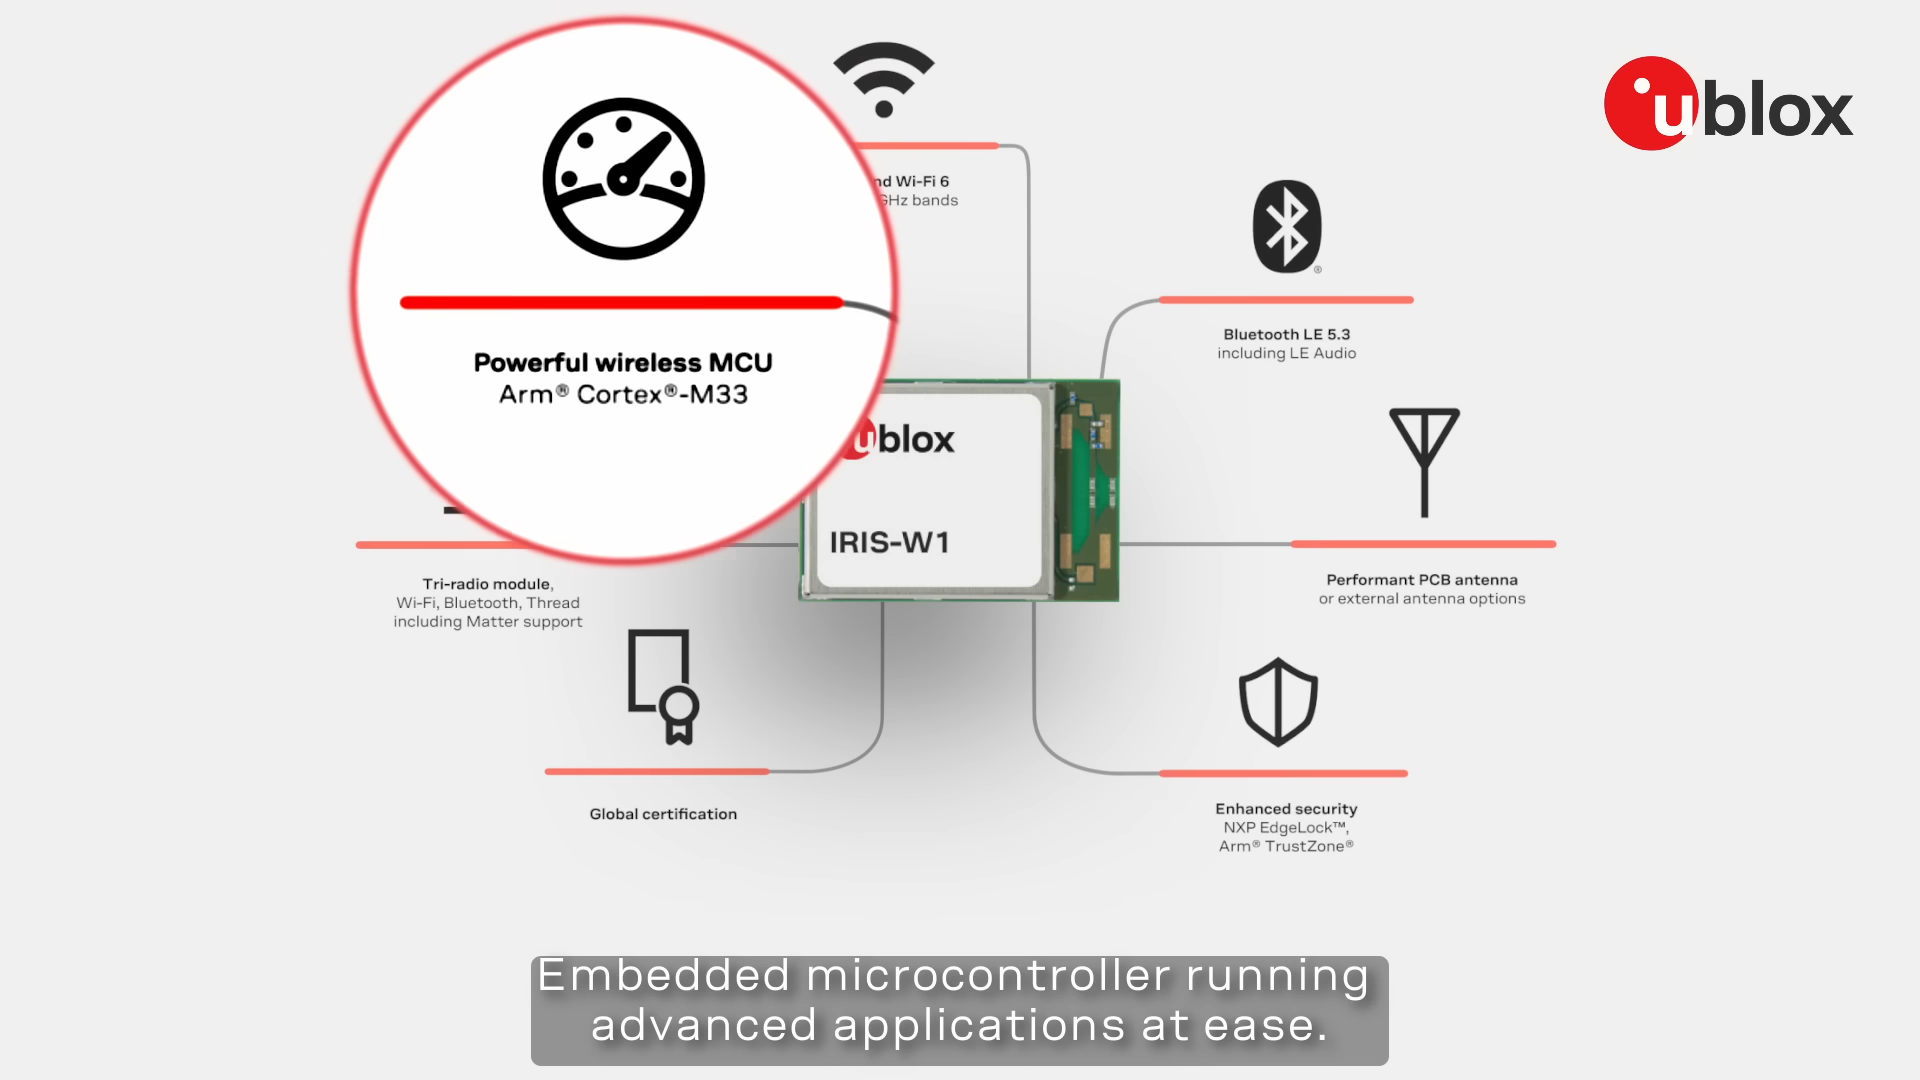 ublox
Wi-Fi 6
bands
Powerful wireless MCU
Arm® Cortex®-M33
Bluetooth LE 5.3
including LE Audio
ublox
IRIS-W1
Tri-radio module,
Wi-Fi, Bluetooth, Thread
including Matter support
Performant PCB antenna
or external antenna options
Global certification
Enhanced security
NXP EdgeLock™,
Arm® TrustZone®
Embedded microcontroller running
advanced applications at ease.